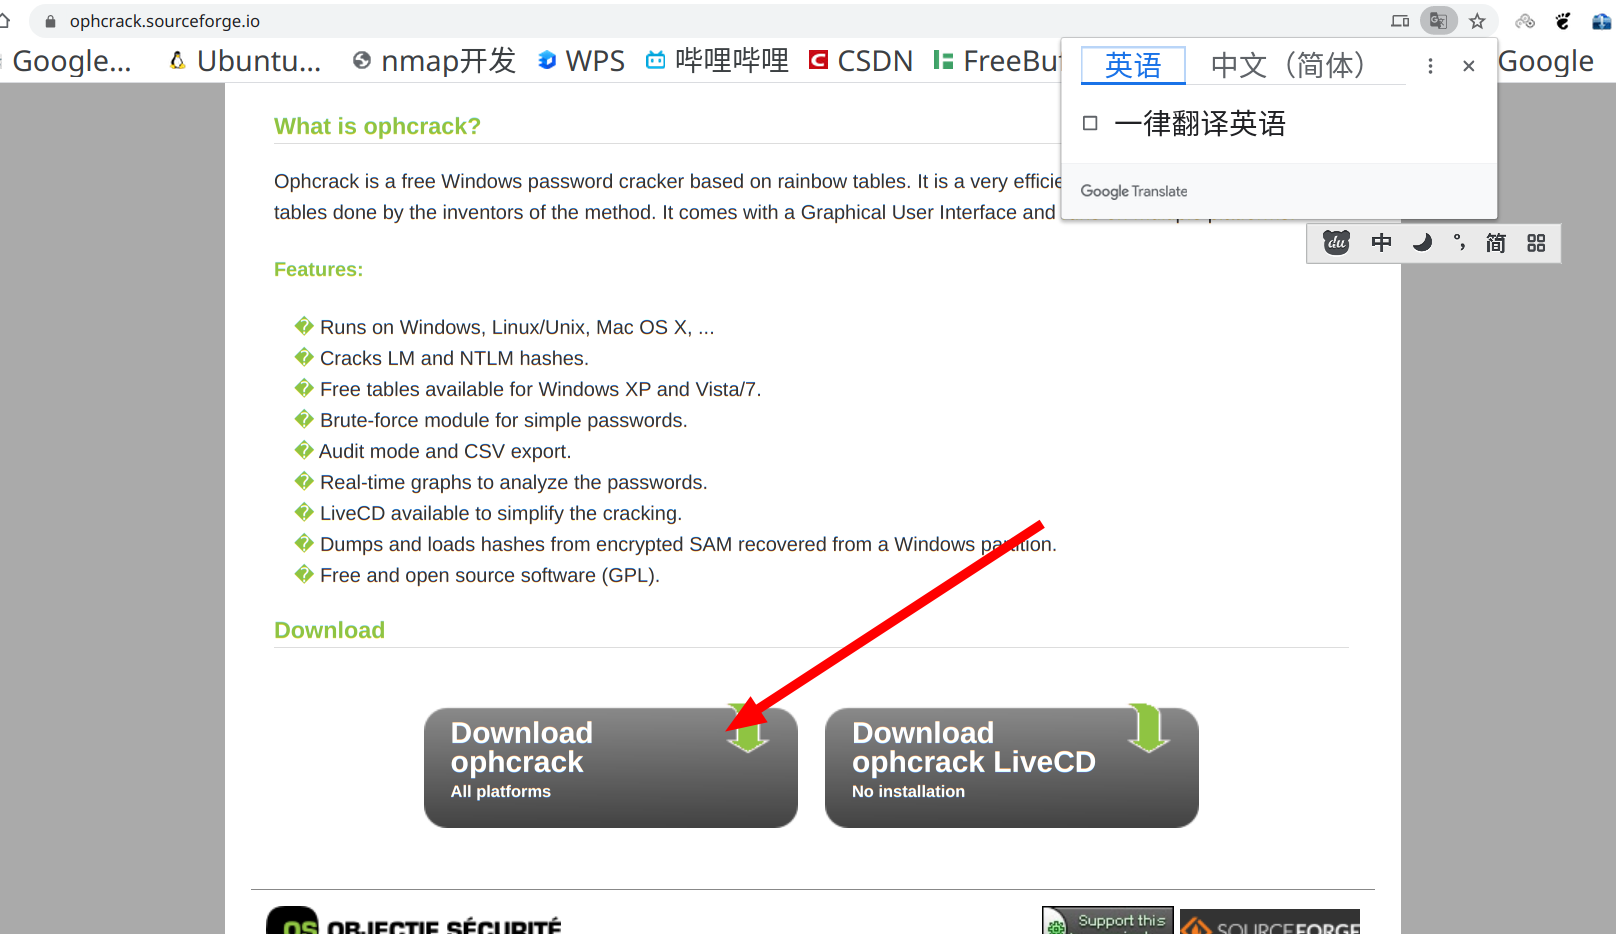 ophcrack.sourceforge.io
Google... Ubuntu... nmap开发 WPS 哔哩哔哩 CSDN FreeBu Google
英语 中文（简体）
一律翻译英语
Google Translate
du 中 简
What is ophcrack?
Ophcrack is a free Windows password cracker based on rainbow tables. It is a very efficie
tables done by the inventors of the method. It comes with a Graphical User Interface and
Features:
Runs on Windows, Linux/Unix, Mac OS X, ...
Cracks LM and NTLM hashes.
Free tables available for Windows XP and Vista/7.
Brute-force module for simple passwords.
Audit mode and CSV export.
Real-time graphs to analyze the passwords.
LiveCD available to simplify the cracking.
Dumps and loads hashes from encrypted SAM recovered from a Windows partition.
Free and open source software (GPL).
Download
Download
ophcrack
All platforms
Download
ophcrack LiveCD
No installation
OS OBJECTIF SÉCURITÉ
Support this
SOURCEFORGE